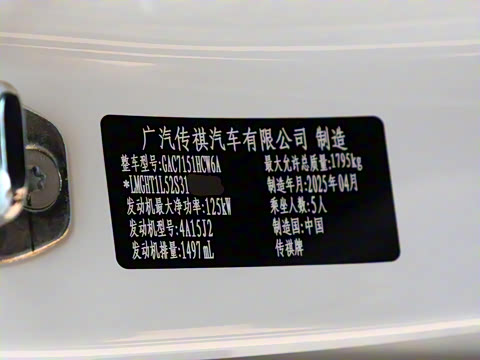 广汽传祺汽车有限公司 制造
整车型号:GAC7151HCW6A
最大允许总质量:1795kg
*LMGHT1L52S31
制造年月:2025年04月
发动机最大净功率:125kW
乘坐人数:5人
发动机型号:4A15J2
制造国:中国
发动机排量:1497mL
传祺牌